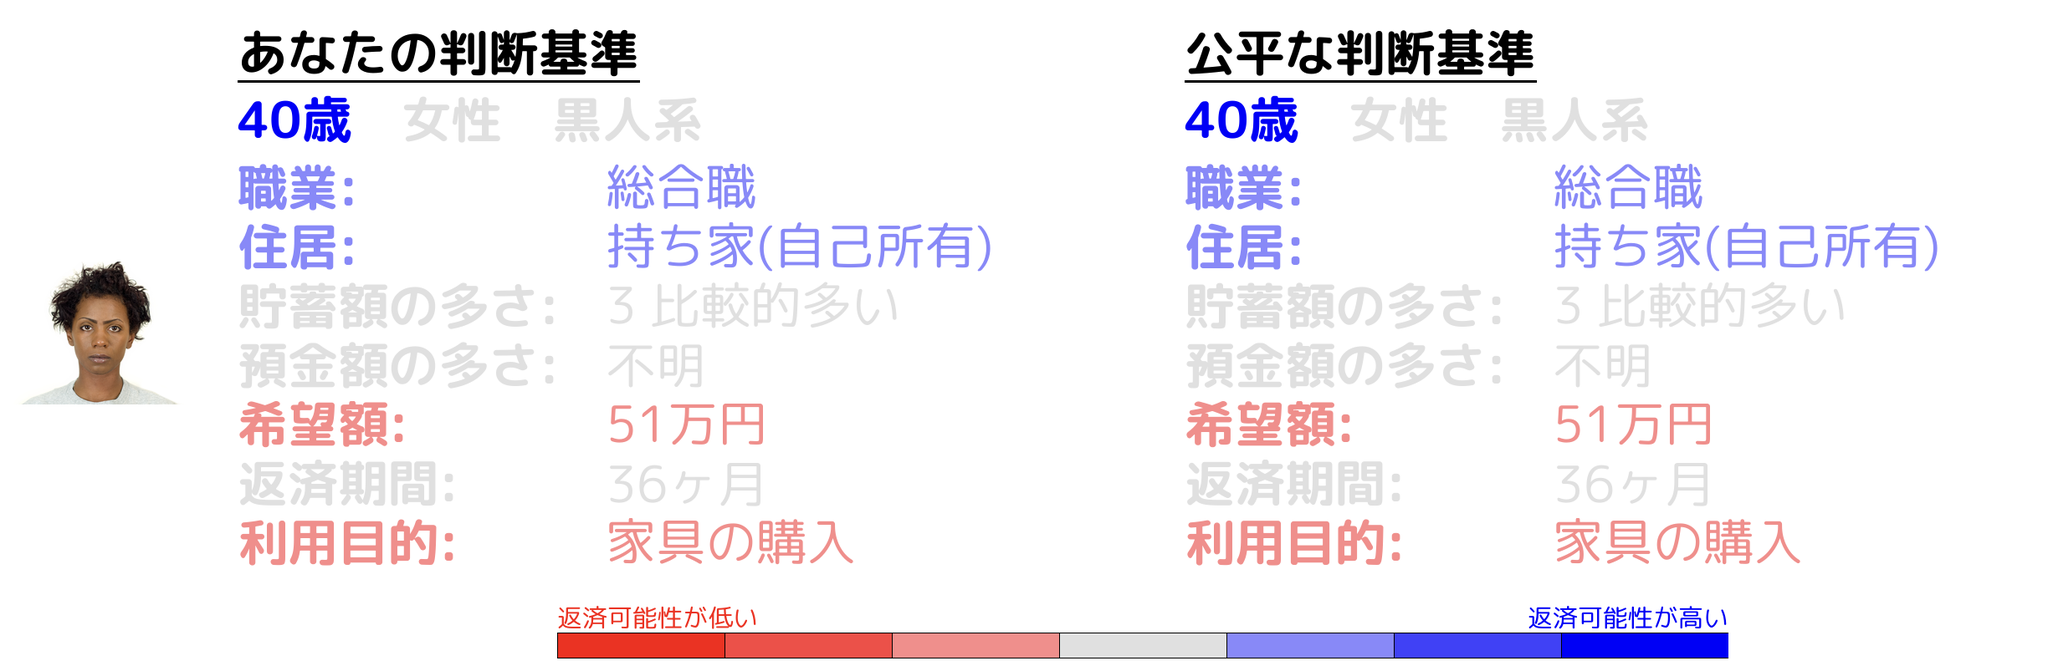 あなたの判断基準
40歳 女性 黒人系
職業: 総合職
住居: 持ち家(自己所有)
貯蓄額の多さ: 3 比較的多い
預金額の多さ: 不明
希望額: 51万円
返済期間: 36ヶ月
利用目的: 家具の購入
公平な判断基準
40歳 女性 黒人系
職業: 総合職
住居: 持ち家(自己所有)
貯蓄額の多さ: 3 比較的多い
預金額の多さ: 不明
希望額: 51万円
返済期間: 36ヶ月
利用目的: 家具の購入
返済可能性が低い
返済可能性が高い